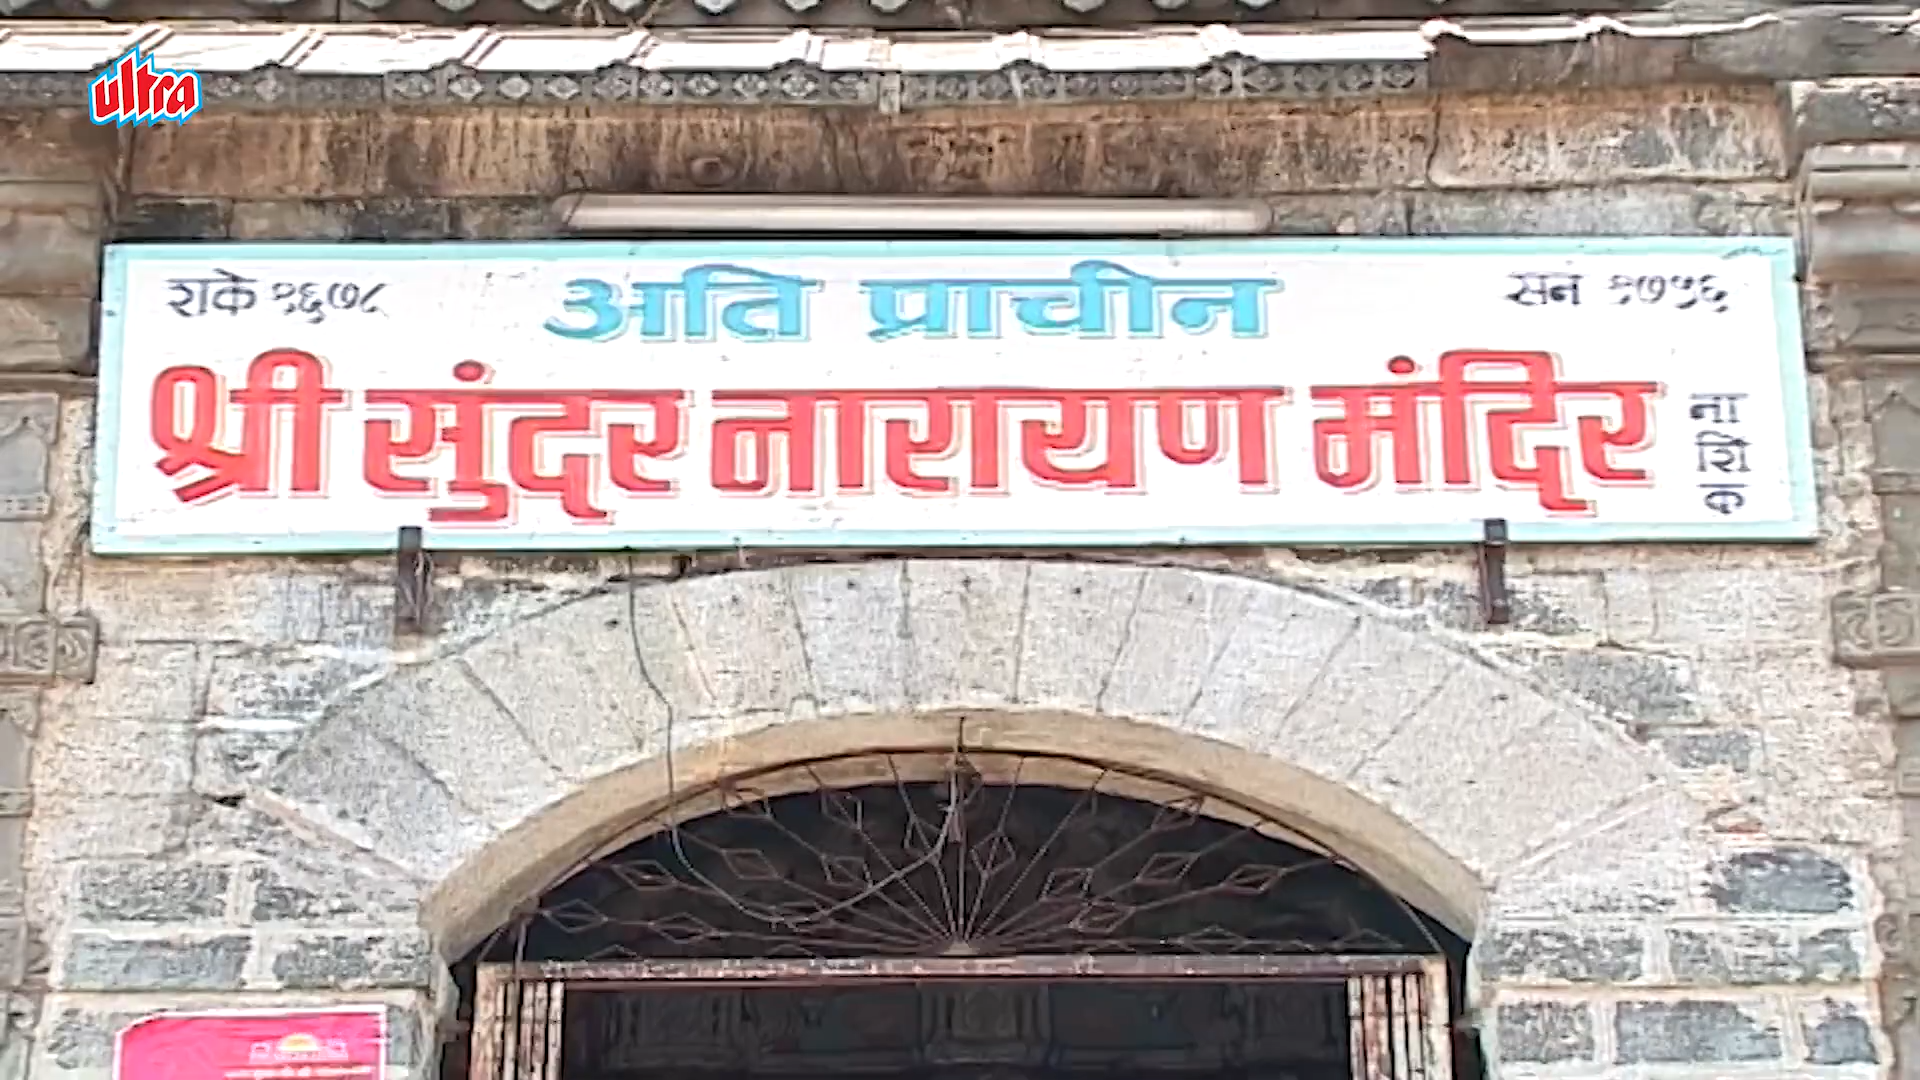 ultra
शके १६७८ अति प्राचीन सन १७५६
श्री सुंदर नारायण मंदिर
नाशिक